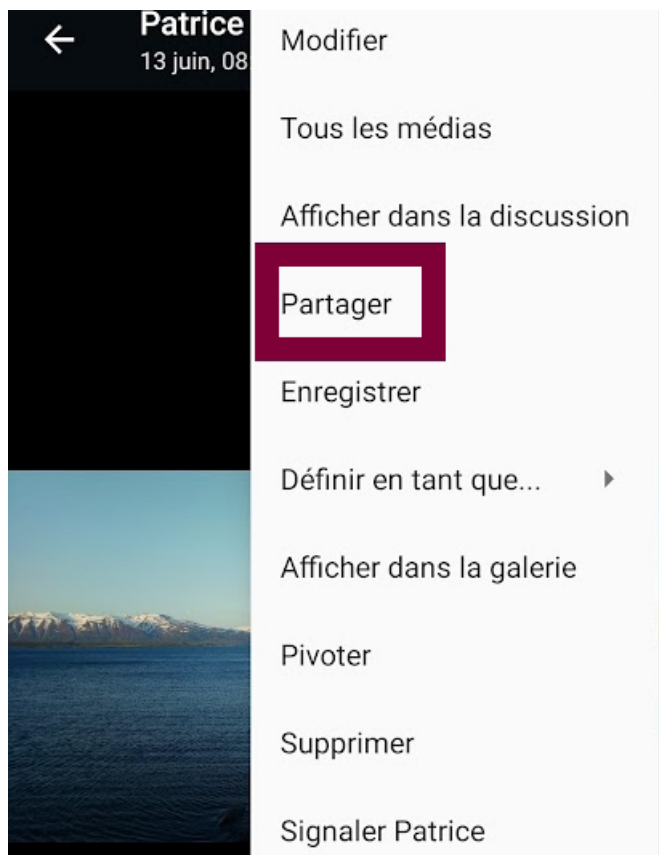 Patrice
13 juin, 08
Modifier
Tous les médias
Afficher dans la discussion
Partager
Enregistrer
Définir en tant que...
Afficher dans la galerie
Pivoter
Supprimer
Signaler Patrice